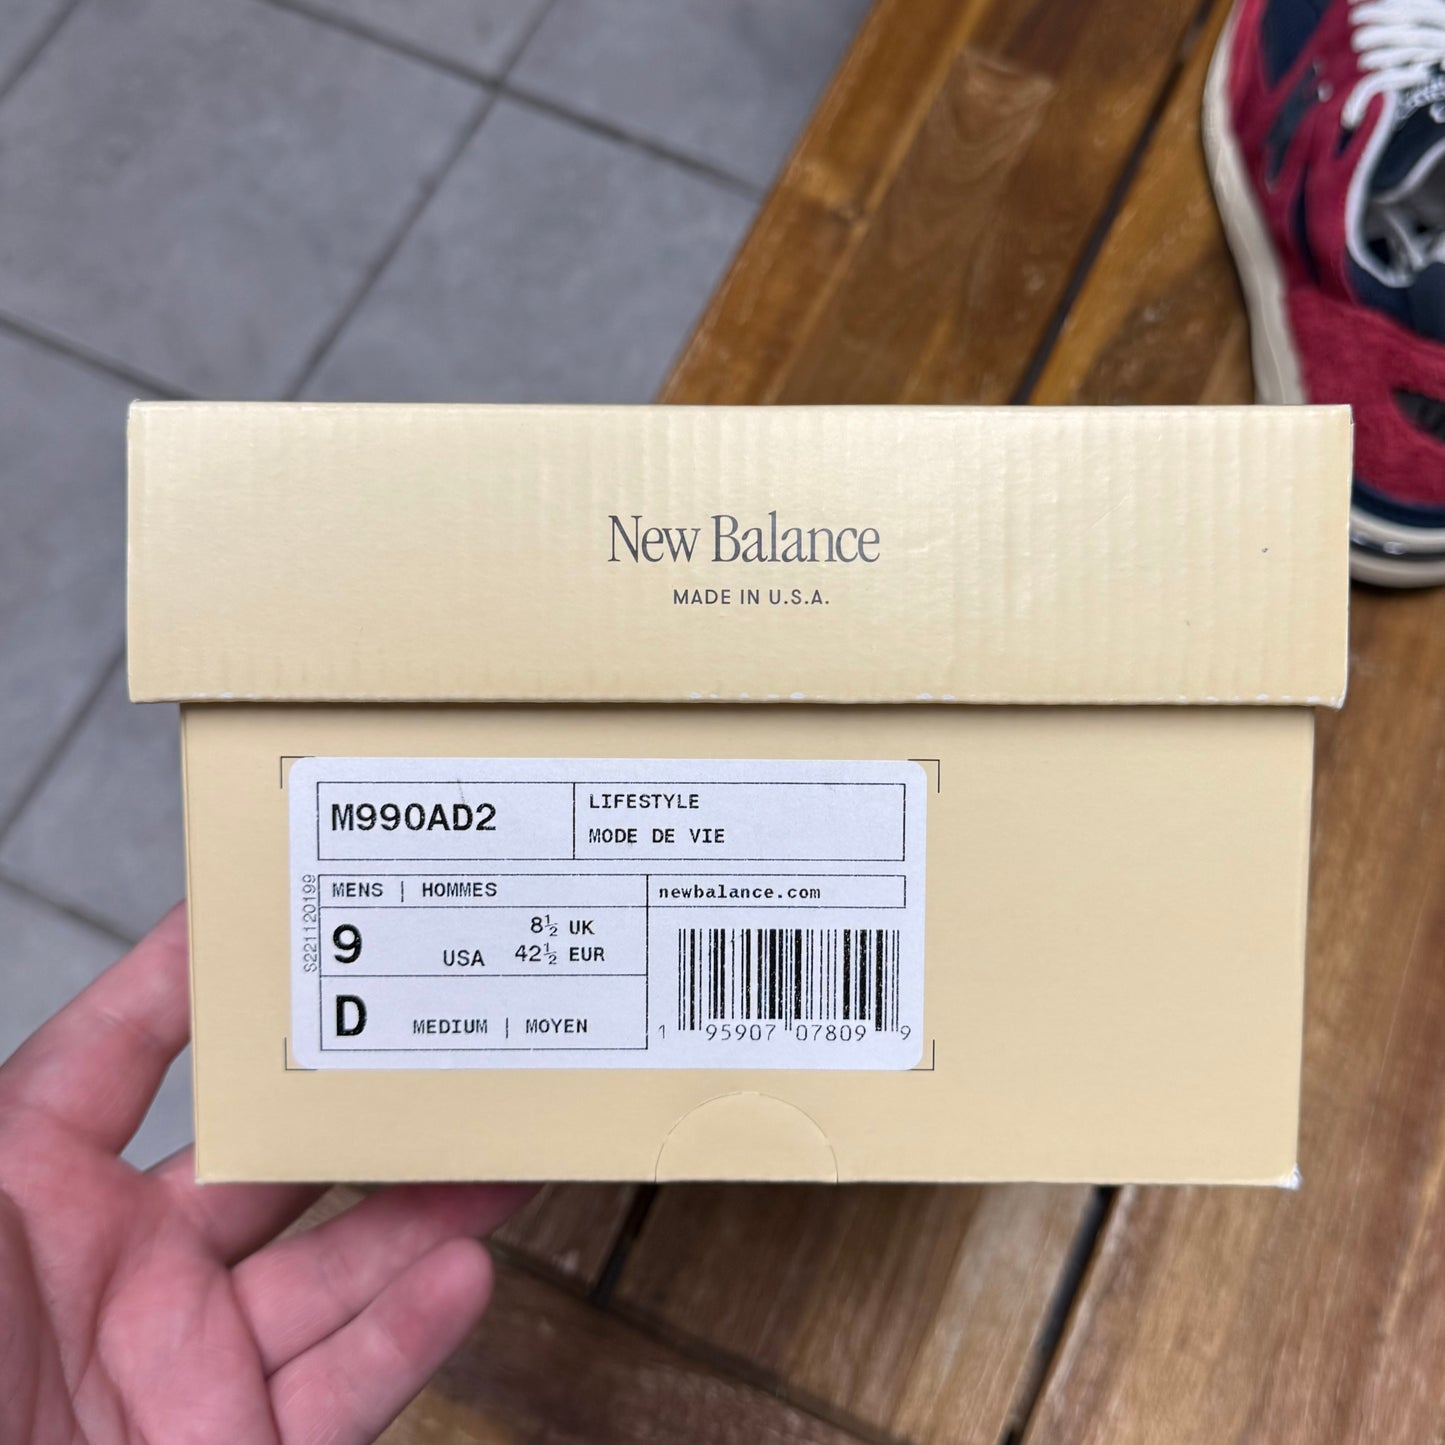 New Balance
MADE IN U.S.A.
M990AD2
LIFESTYLE
MODE DE VIE
MENS | HOMMES
newbalance.com
S221120199
9 USA
8½ UK
42½ EUR
D MEDIUM | MOYEN
1 95907 07809 9